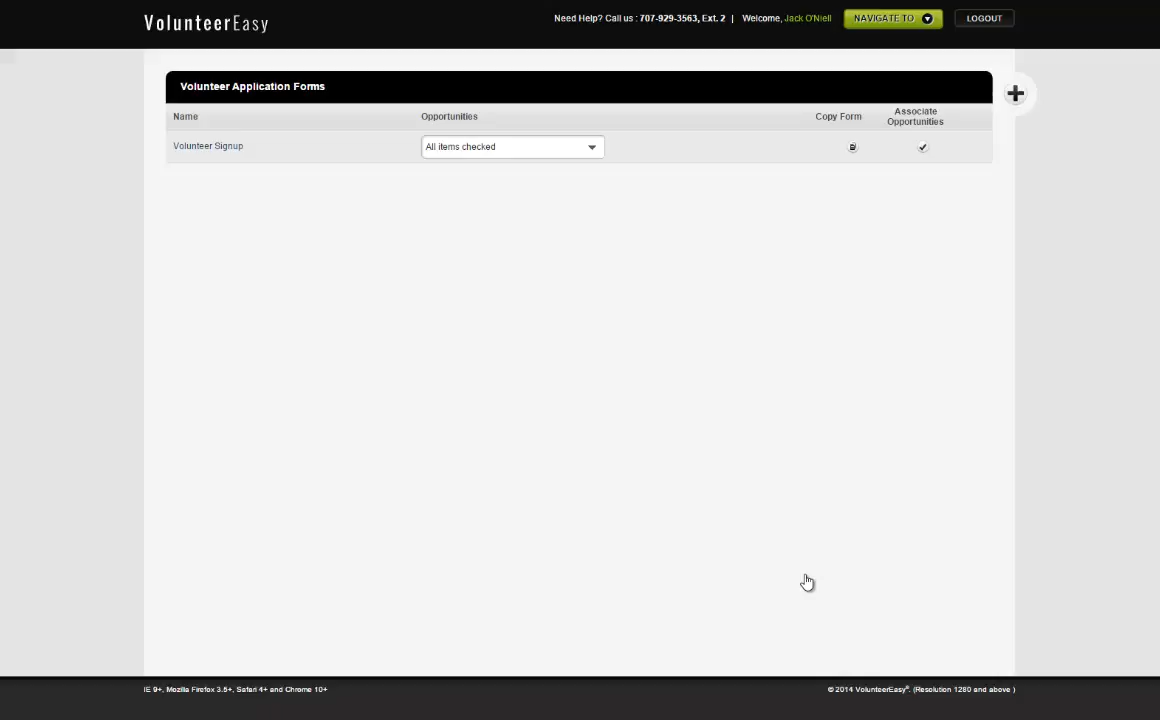 VolunteerEasy
Need Help? Call us : 707-929-3563, Ext. 2 | Welcome, Jack O'Niell
NAVIGATE TO
LOGOUT
Volunteer Application Forms
Name
Opportunities
Copy Form
Associate
Opportunities
Volunteer Signup
All items checked
IE 9+, Mozilla Firefox 3.5+, Safari 4+ and Chrome 10+
© 2014 VolunteerEasy®. (Resolution 1280 and above )